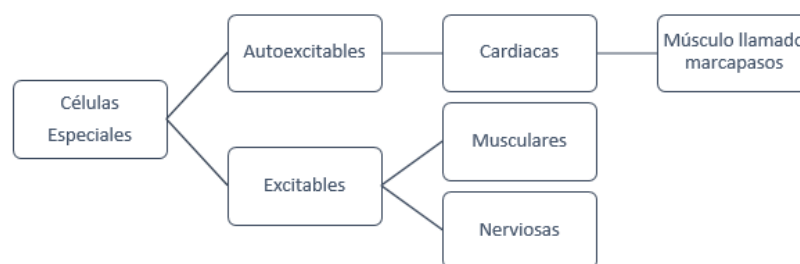 Células
Especiales
Autoexcitables
Cardiacas
Músculo llamado
marcapasos
Excitables
Musculares
Nerviosas